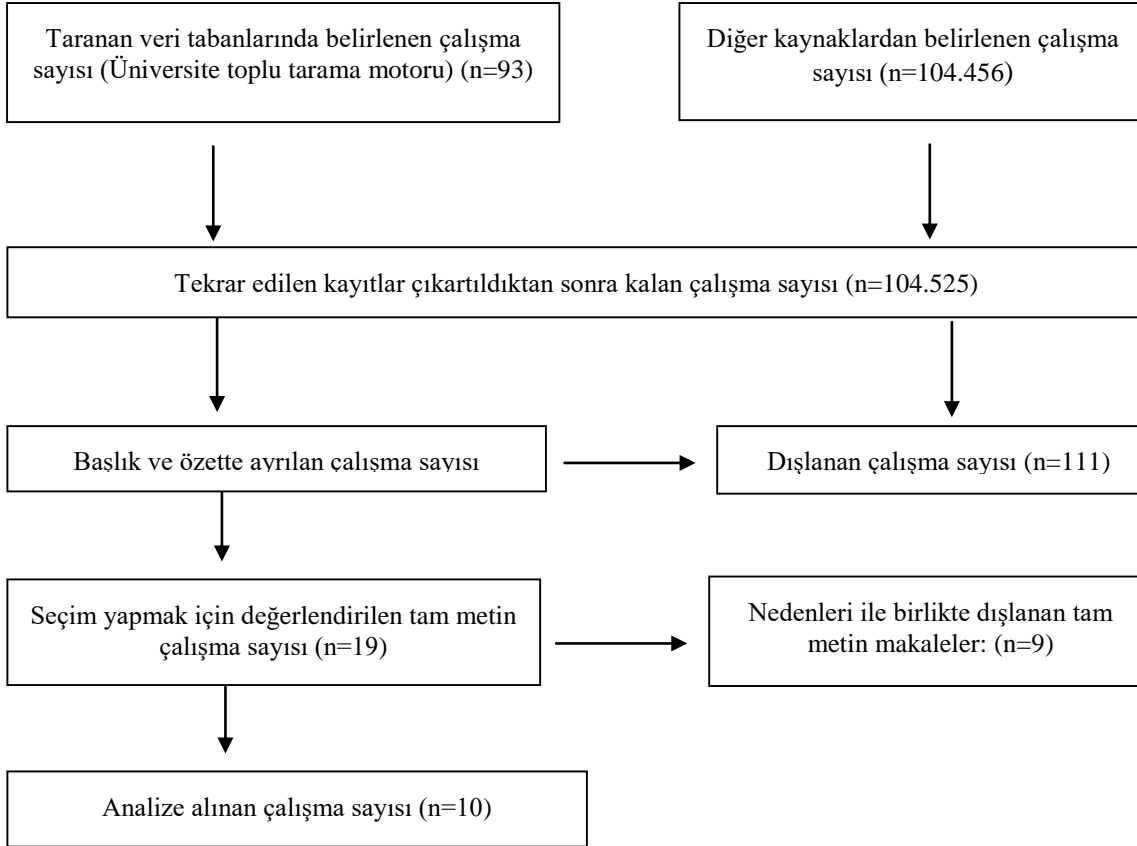 Taranan veri tabanlarında belirlenen çalışma
sayısı (Üniversite toplu tarama motoru) (n=93)
Diğer kaynaklardan belirlenen çalışma
sayısı (n=104.456)
Tekrar edilen kayıtlar çıkartıldıktan sonra kalan çalışma sayısı (n=104.525)
Başlık ve özette ayrılan çalışma sayısı
Dışlanan çalışma sayısı (n=111)
Seçim yapmak için değerlendirilen tam metin
çalışma sayısı (n=19)
Nedenleri ile birlikte dışlanan tam
metin makaleler: (n=9)
Analize alınan çalışma sayısı (n=10)